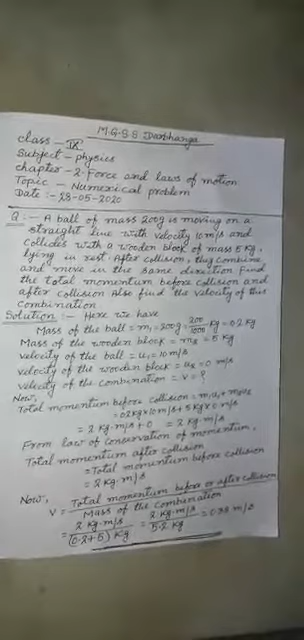 M.G.S.S Darbhanga
class - IX
Subject - physics
chapter - 2 Force and laws of motion
Topic - Numerical problem
Date :- 28-05-2020
Q :- A ball of mass 200g is moving on a
straight line with velocity 10 m/s and
collides with a wooden block of mass 5 kg,
lying in rest. After collision, they combine
and move in the same direction Find
the total momentum before collision and
after collision Also find the velocity of this
combination
Solution :- Here we have
Mass of the ball = m₁ = 200g = 200/1000 kg = 0.2 kg
Mass of the wooden block = m₂ = 5 kg
velocity of the ball = u₁ = 10 m/s
velocity of the wooden block = u₂ = 0 m/s
velocity of the combination = v = ?
Now,
Total momentum before collision = m₁u₁ + m₂u₂
= 0.2 kg × 10 m/s + 5 kg × 0 m/s
= 2 kg·m/s + 0 = 2 kg·m/s
From law of conservation of momentum,
Total momentum after collision
= Total momentum before collision
= 2 kg·m/s
Now,
V = Total momentum before or after collision / Mass of the combination
= 2 kg·m/s / (0.2+5) kg = 2 kg·m/s / 5.2 kg = 0.38 m/s